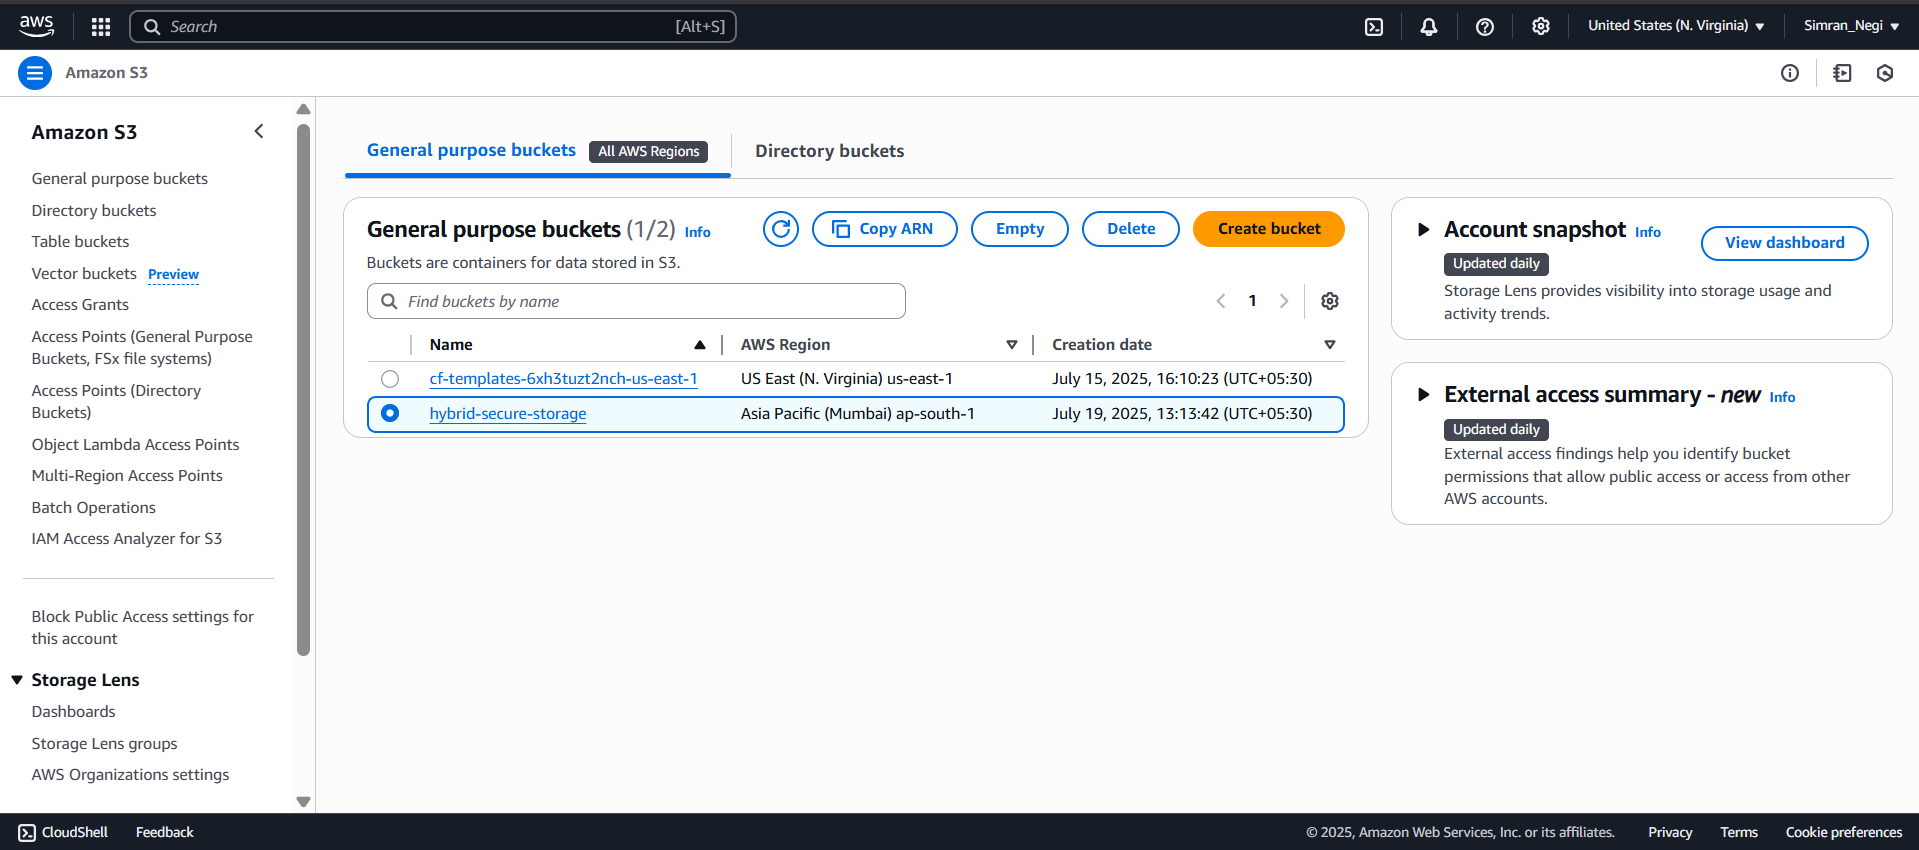 aws
Search [Alt+S]
United States (N. Virginia)
Simran_Negi
Amazon S3
Amazon S3
General purpose buckets
Directory buckets
Table buckets
Vector buckets Preview
Access Grants
Access Points (General Purpose
Buckets, FSx file systems)
Access Points (Directory
Buckets)
Object Lambda Access Points
Multi-Region Access Points
Batch Operations
IAM Access Analyzer for S3
Block Public Access settings for
this account
Storage Lens
Dashboards
Storage Lens groups
AWS Organizations settings
General purpose buckets All AWS Regions
Directory buckets
General purpose buckets (1/2) Info
Copy ARN
Empty
Delete
Create bucket
Buckets are containers for data stored in S3.
Find buckets by name
1
Name AWS Region Creation date
cf-templates-6xh3tuzt2nch-us-east-1 US East (N. Virginia) us-east-1 July 15, 2025, 16:10:23 (UTC+05:30)
hybrid-secure-storage Asia Pacific (Mumbai) ap-south-1 July 19, 2025, 13:13:42 (UTC+05:30)
Account snapshot Info
View dashboard
Updated daily
Storage Lens provides visibility into storage usage and
activity trends.
External access summary - new Info
Updated daily
External access findings help you identify bucket
permissions that allow public access or access from other
AWS accounts.
CloudShell
Feedback
© 2025, Amazon Web Services, Inc. or its affiliates.
Privacy
Terms
Cookie preferences